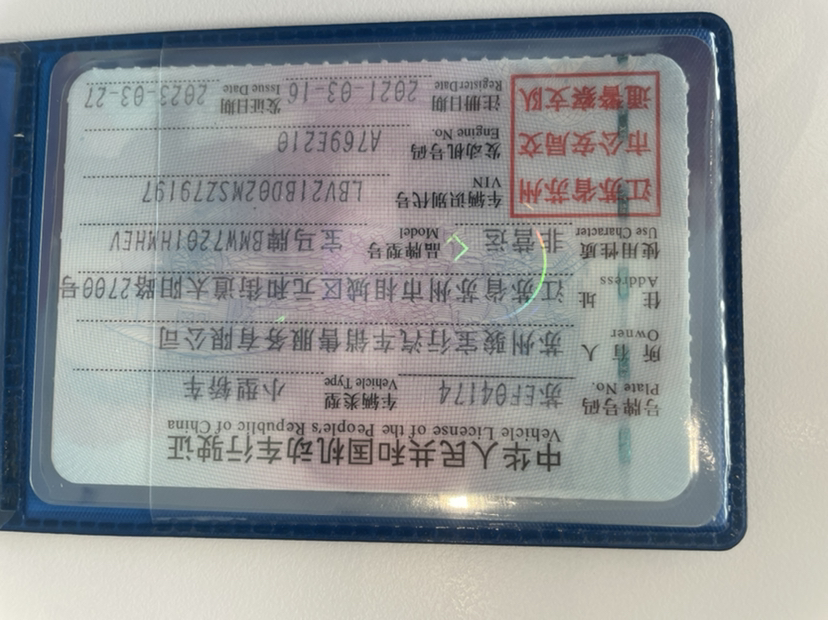 中华人民共和国机动车行驶证
Vehicle License of the People's Republic of China
号牌号码 苏EF04174 车辆类型 小型轿车
Plate No. Vehicle Type
所有人 苏州骏宝行汽车销售服务有限公司
Owner
住址 江苏省苏州市相城区元和街道太阳路2700号
Address
使用性质 非营运 品牌型号 宝马牌BMW7201HMHEV
Use Character Model
江苏省苏州
市公安局交
通警察支队
车辆识别代号 LBV21BD02MSZ79197
VIN
发动机号码 A769E210
Engine No.
注册日期 2021-03-16 发证日期 2023-03-27
Register Date Issue Date